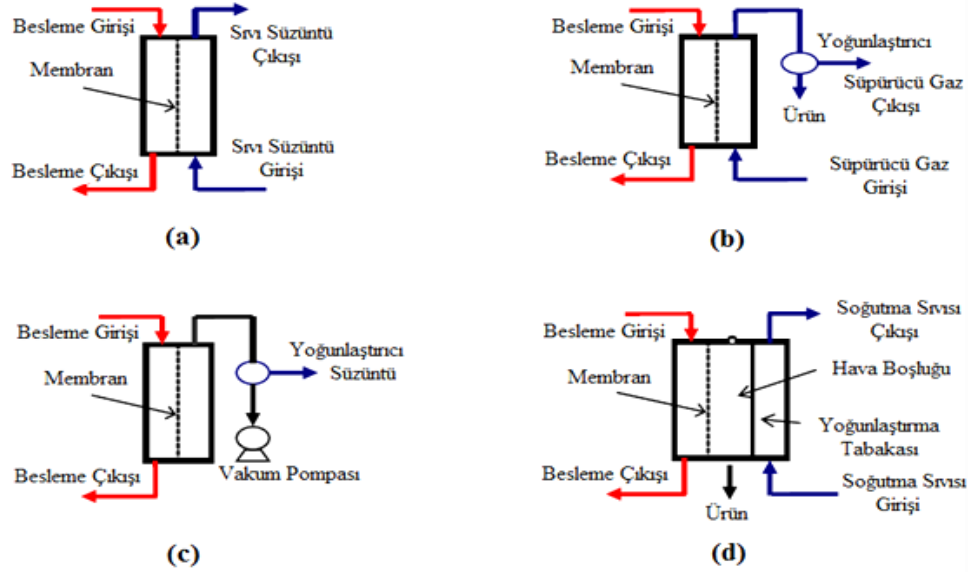 Besleme Girişi
Sıvı Süzüntü
Çıkışı
Membran
Sıvı Süzüntü
Girişi
Besleme Çıkışı
(a)
Besleme Girişi
Yoğunlaştırıcı
Süpürücü Gaz
Çıkışı
Membran
Ürün
Besleme Çıkışı
Süpürücü Gaz
Girişi
(b)
Besleme Girişi
Yoğunlaştırıcı
Süzüntü
Membran
Besleme Çıkışı
Vakum Pompası
(c)
Besleme Girişi
Soğutma Sıvısı
Çıkışı
Hava Boşluğu
Membran
Yoğunlaştırma
Tabakası
Besleme Çıkışı
Soğutma Sıvısı
Girişi
Ürün
(d)